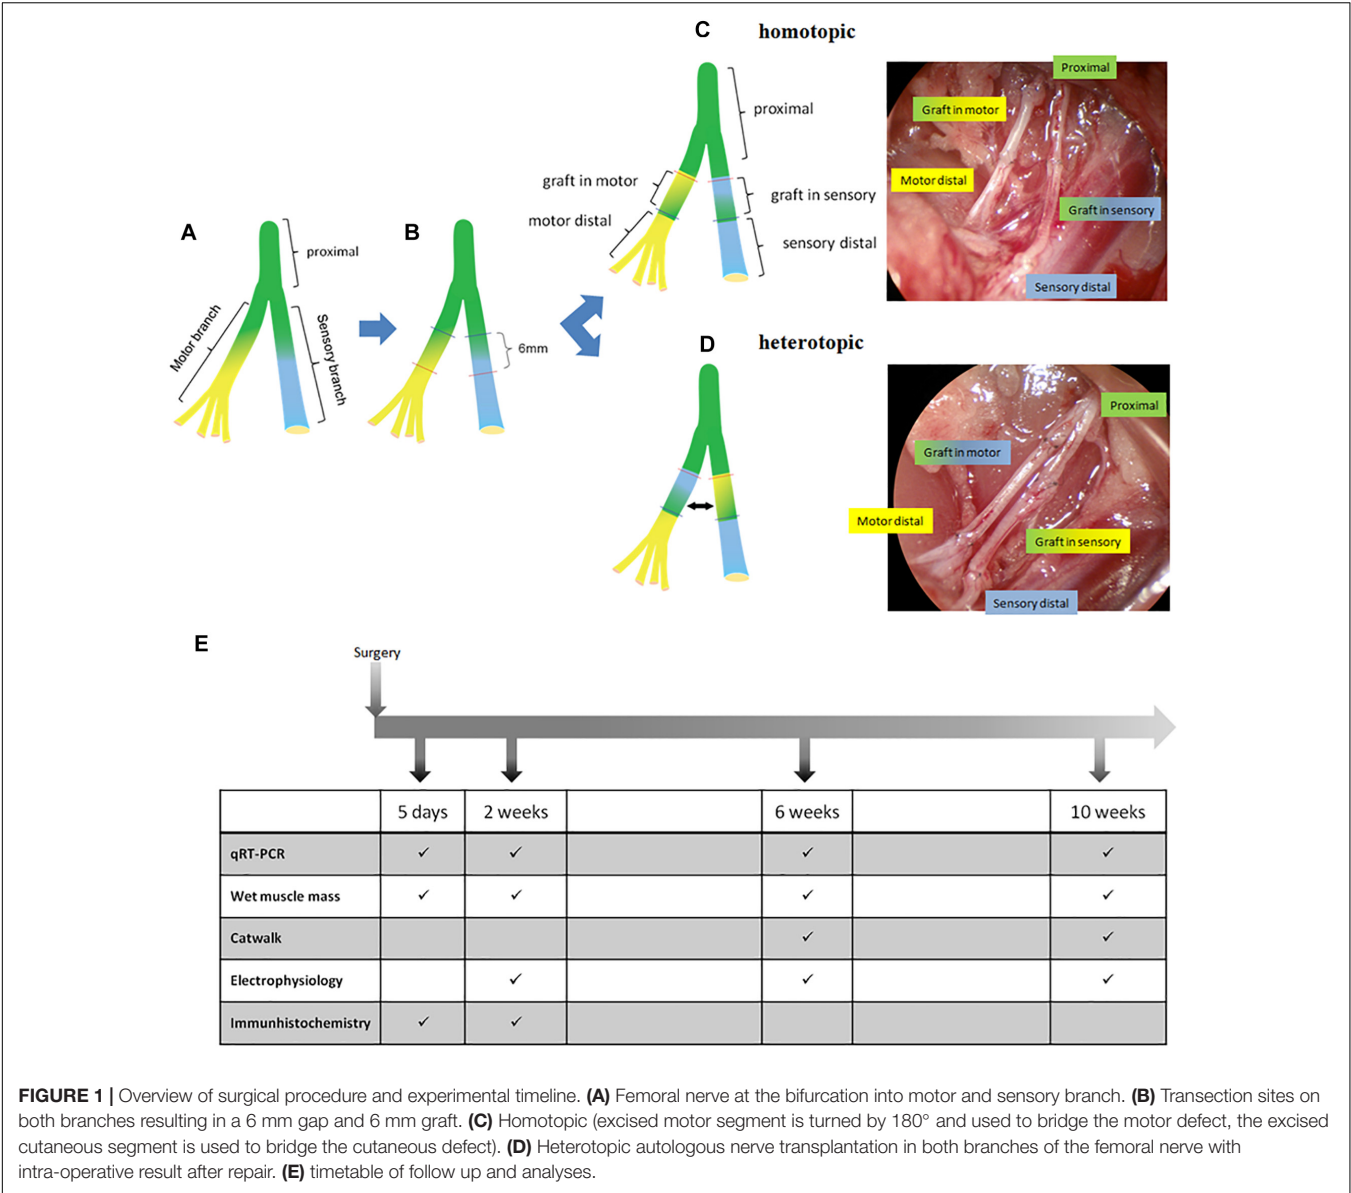 C homotopic
proximal
graft in motor
motor distal
graft in sensory
sensory distal
Proximal
Graft in motor
Motor distal
Graft in sensory
Sensory distal
A
proximal
Motor branch
Sensory branch
B
6mm
D heterotopic
Proximal
Graft in motor
Motor distal
Graft in sensory
Sensory distal
E
Surgery
5 days 2 weeks 6 weeks 10 weeks
qRT-PCR ✓ ✓ ✓ ✓
Wet muscle mass ✓ ✓ ✓ ✓
Catwalk ✓ ✓
Electrophysiology ✓ ✓ ✓
Immunhistochemistry ✓ ✓
FIGURE 1 | Overview of surgical procedure and experimental timeline. (A) Femoral nerve at the bifurcation into motor and sensory branch. (B) Transection sites on
both branches resulting in a 6 mm gap and 6 mm graft. (C) Homotopic (excised motor segment is turned by 180° and used to bridge the motor defect, the excised
cutaneous segment is used to bridge the cutaneous defect). (D) Heterotopic autologous nerve transplantation in both branches of the femoral nerve with
intra-operative result after repair. (E) timetable of follow up and analyses.